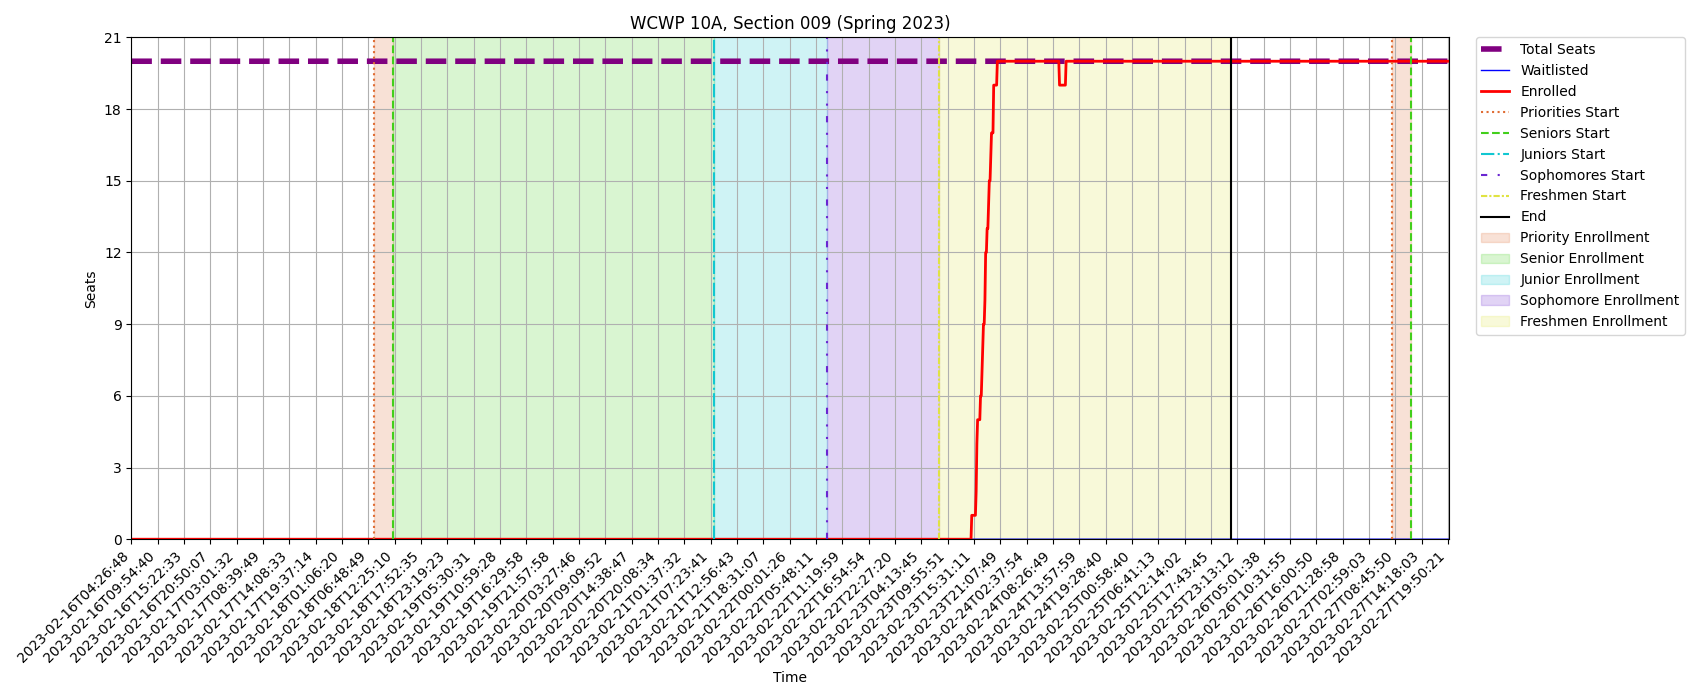 WCWP 10A, Section 009 (Spring 2023)
Seats
21
18
15
12
9
6
3
0
2023-02-16T04:26:48
2023-02-16T09:54:40
2023-02-16T15:22:33
2023-02-16T20:50:07
2023-02-17T03:01:32
2023-02-17T08:39:49
2023-02-17T14:08:33
2023-02-17T19:37:14
2023-02-18T01:06:20
2023-02-18T06:48:49
2023-02-18T12:25:10
2023-02-18T17:52:35
2023-02-18T23:19:23
2023-02-19T05:30:31
2023-02-19T10:59:28
2023-02-19T16:29:58
2023-02-19T21:57:58
2023-02-20T03:27:46
2023-02-20T09:09:52
2023-02-20T14:38:47
2023-02-20T20:08:34
2023-02-21T01:37:32
2023-02-21T07:23:41
2023-02-21T12:56:43
2023-02-21T18:31:07
2023-02-22T00:01:26
2023-02-22T05:48:11
2023-02-22T11:19:59
2023-02-22T16:54:54
2023-02-22T22:27:20
2023-02-23T04:13:45
2023-02-23T09:55:51
2023-02-23T15:31:11
2023-02-23T21:07:49
2023-02-24T02:37:54
2023-02-24T08:26:49
2023-02-24T13:57:59
2023-02-24T19:28:40
2023-02-25T00:58:40
2023-02-25T06:41:13
2023-02-25T12:14:02
2023-02-25T17:43:45
2023-02-25T23:13:12
2023-02-26T05:01:38
2023-02-26T10:31:55
2023-02-26T16:00:50
2023-02-26T21:28:58
2023-02-27T02:59:03
2023-02-27T08:45:50
2023-02-27T14:18:03
2023-02-27T19:50:21
Time
Total Seats
Waitlisted
Enrolled
Priorities Start
Seniors Start
Juniors Start
Sophomores Start
Freshmen Start
End
Priority Enrollment
Senior Enrollment
Junior Enrollment
Sophomore Enrollment
Freshmen Enrollment